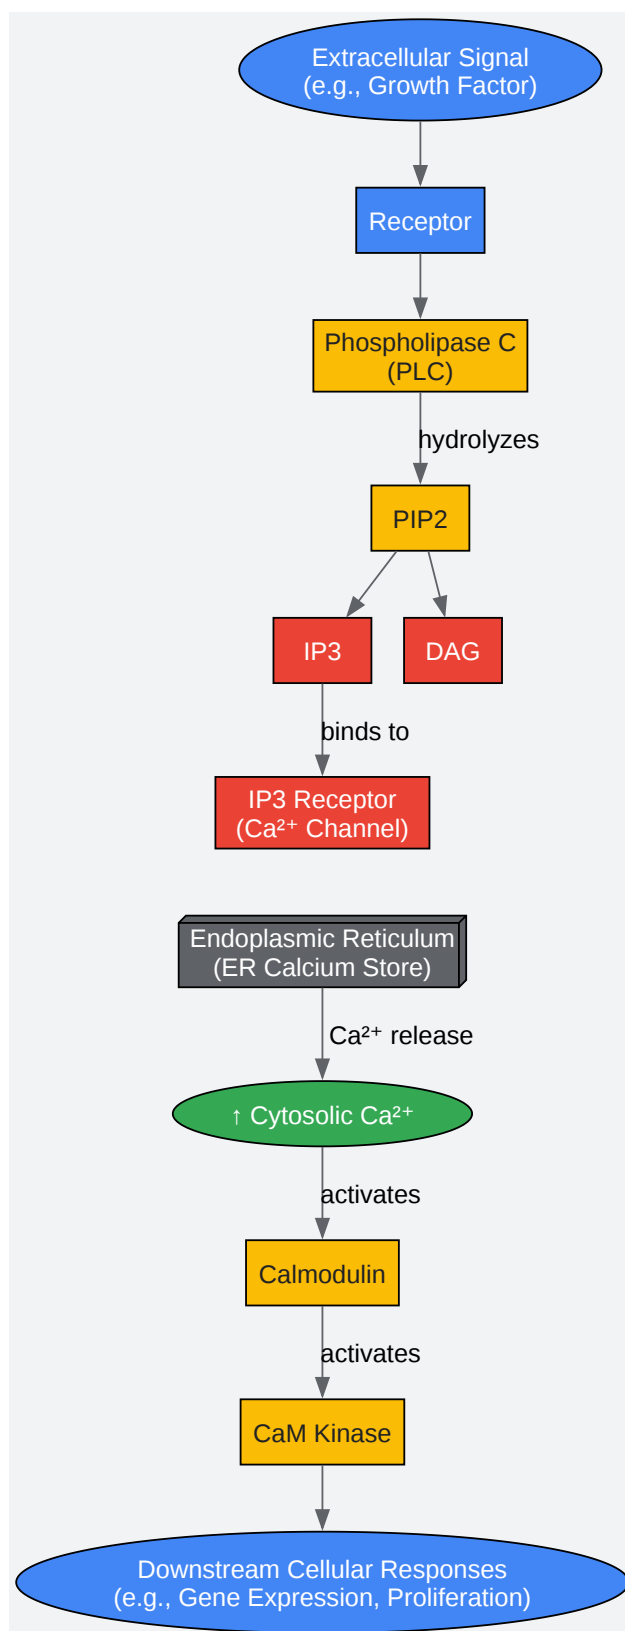 Extracellular Signal
(e.g., Growth Factor)
Receptor
Phospholipase C
(PLC)
hydrolyzes
PIP2
IP3
DAG
binds to
IP3 Receptor
(Ca²⁺ Channel)
Endoplasmic Reticulum
(ER Calcium Store)
Ca²⁺ release
↑ Cytosolic Ca²⁺
activates
Calmodulin
activates
CaM Kinase
Downstream Cellular Responses
(e.g., Gene Expression, Proliferation)